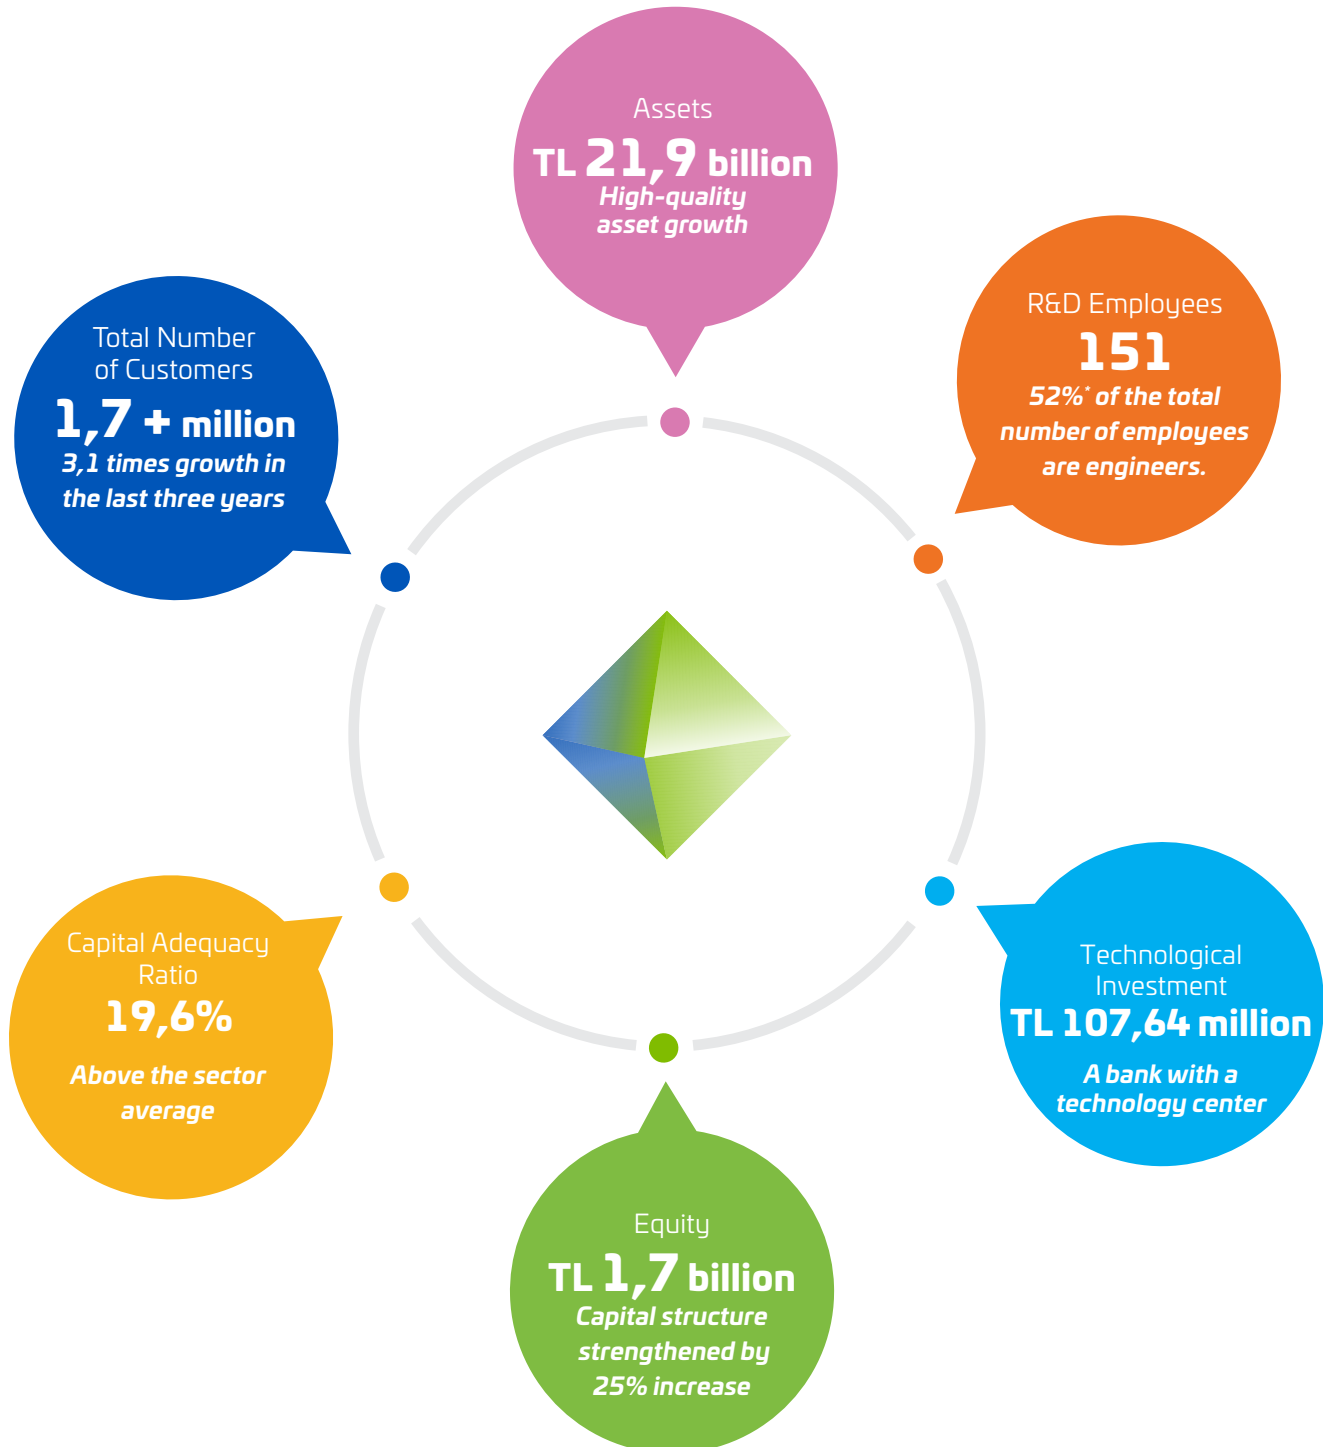 Assets
TL 21,9 billion
High-quality
asset growth
R&D Employees
151
52%* of the total
number of employees
are engineers.
Total Number
of Customers
1,7 + million
3,1 times growth in
the last three years
Capital Adequacy
Ratio
19,6%
Above the sector
average
Technological
Investment
TL 107,64 million
A bank with a
technology center
Equity
TL 1,7 billion
Capital structure
strengthened by
25% increase